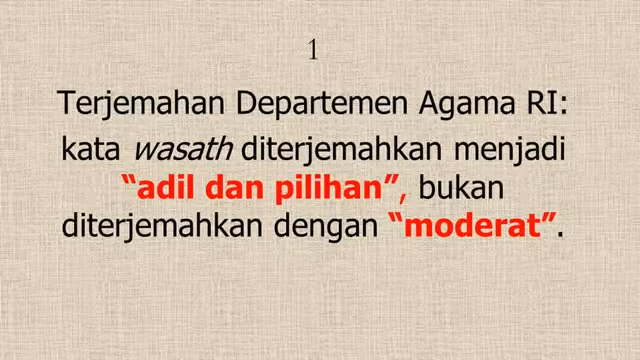 1
Terjemahan Departemen Agama RI:
kata wasath diterjemahkan menjadi
“adil dan pilihan”, bukan
diterjemahkan dengan “moderat”.